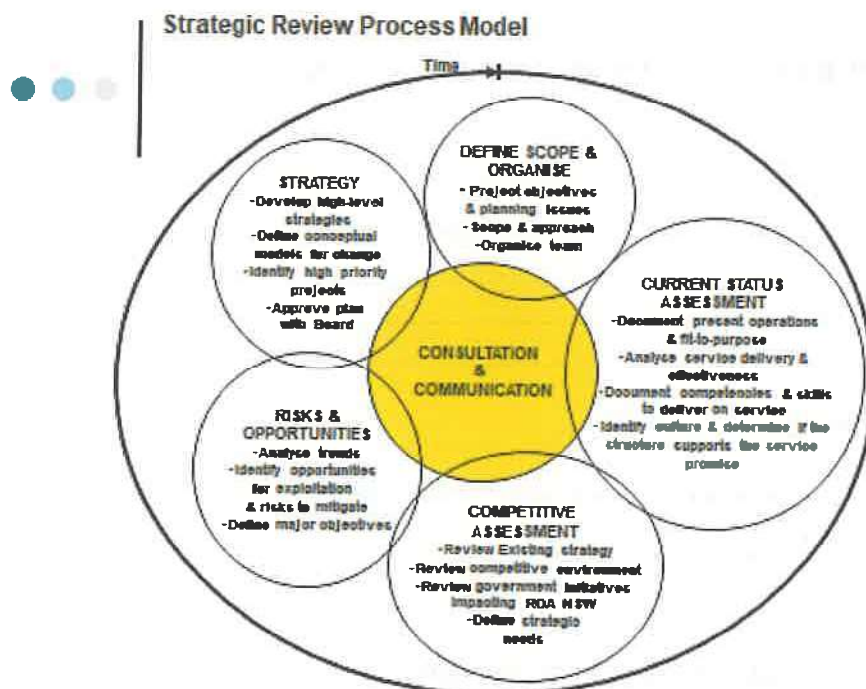 Strategic Review Process Model
Time
DEFINE SCOPE &
ORGANISE
- Project objectives
& planning issues
- Scope & approach
- Organise team
CURRENT STATUS
ASSESSMENT
-Document present operations
& fit-to-purpose
-Analyse service delivery &
effectiveness
-Document competencies & skills
to deliver on service
-Identify culture & determine if the
structure supports the service
promise
COMPETITIVE
ASSESSMENT
-Review Existing strategy
-Review competitive environment
-Review government initiatives
impacting RDA NSW
-Define strategic
needs
RISKS &
OPPORTUNITIES
-Analyse trends
-Identify opportunities
for exploitation
& risks to mitigate
-Define major objectives
STRATEGY
-Develop high-level
strategies
-Define conceptual
models for change
-Identify high priority
projects
-Approve plan
with Board
CONSULTATION
&
COMMUNICATION